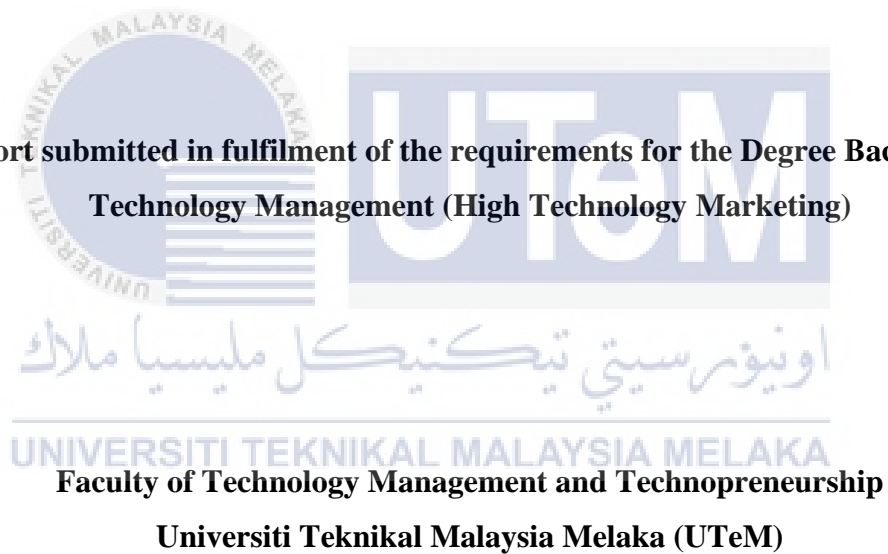 UNIVERSITI TEKNIKAL MALAYSIA MELAKA
UTeM
ort submitted in fulfilment of the requirements for the Degree Bac
Technology Management (High Technology Marketing)
اونيۏرسيتي تيكنيكل مليسيا ملاك
UNIVERSITI TEKNIKAL MALAYSIA MELAKA
Faculty of Technology Management and Technopreneurship
Universiti Teknikal Malaysia Melaka (UTeM)